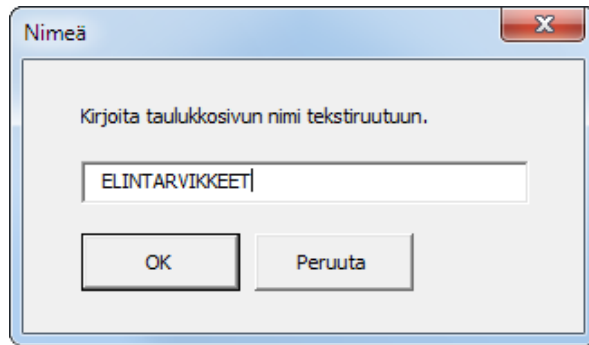 Nimeä
Kirjoita taulukkosivun nimi tekstiruutuun.
ELINTARVIKKEET
OK Peruuta